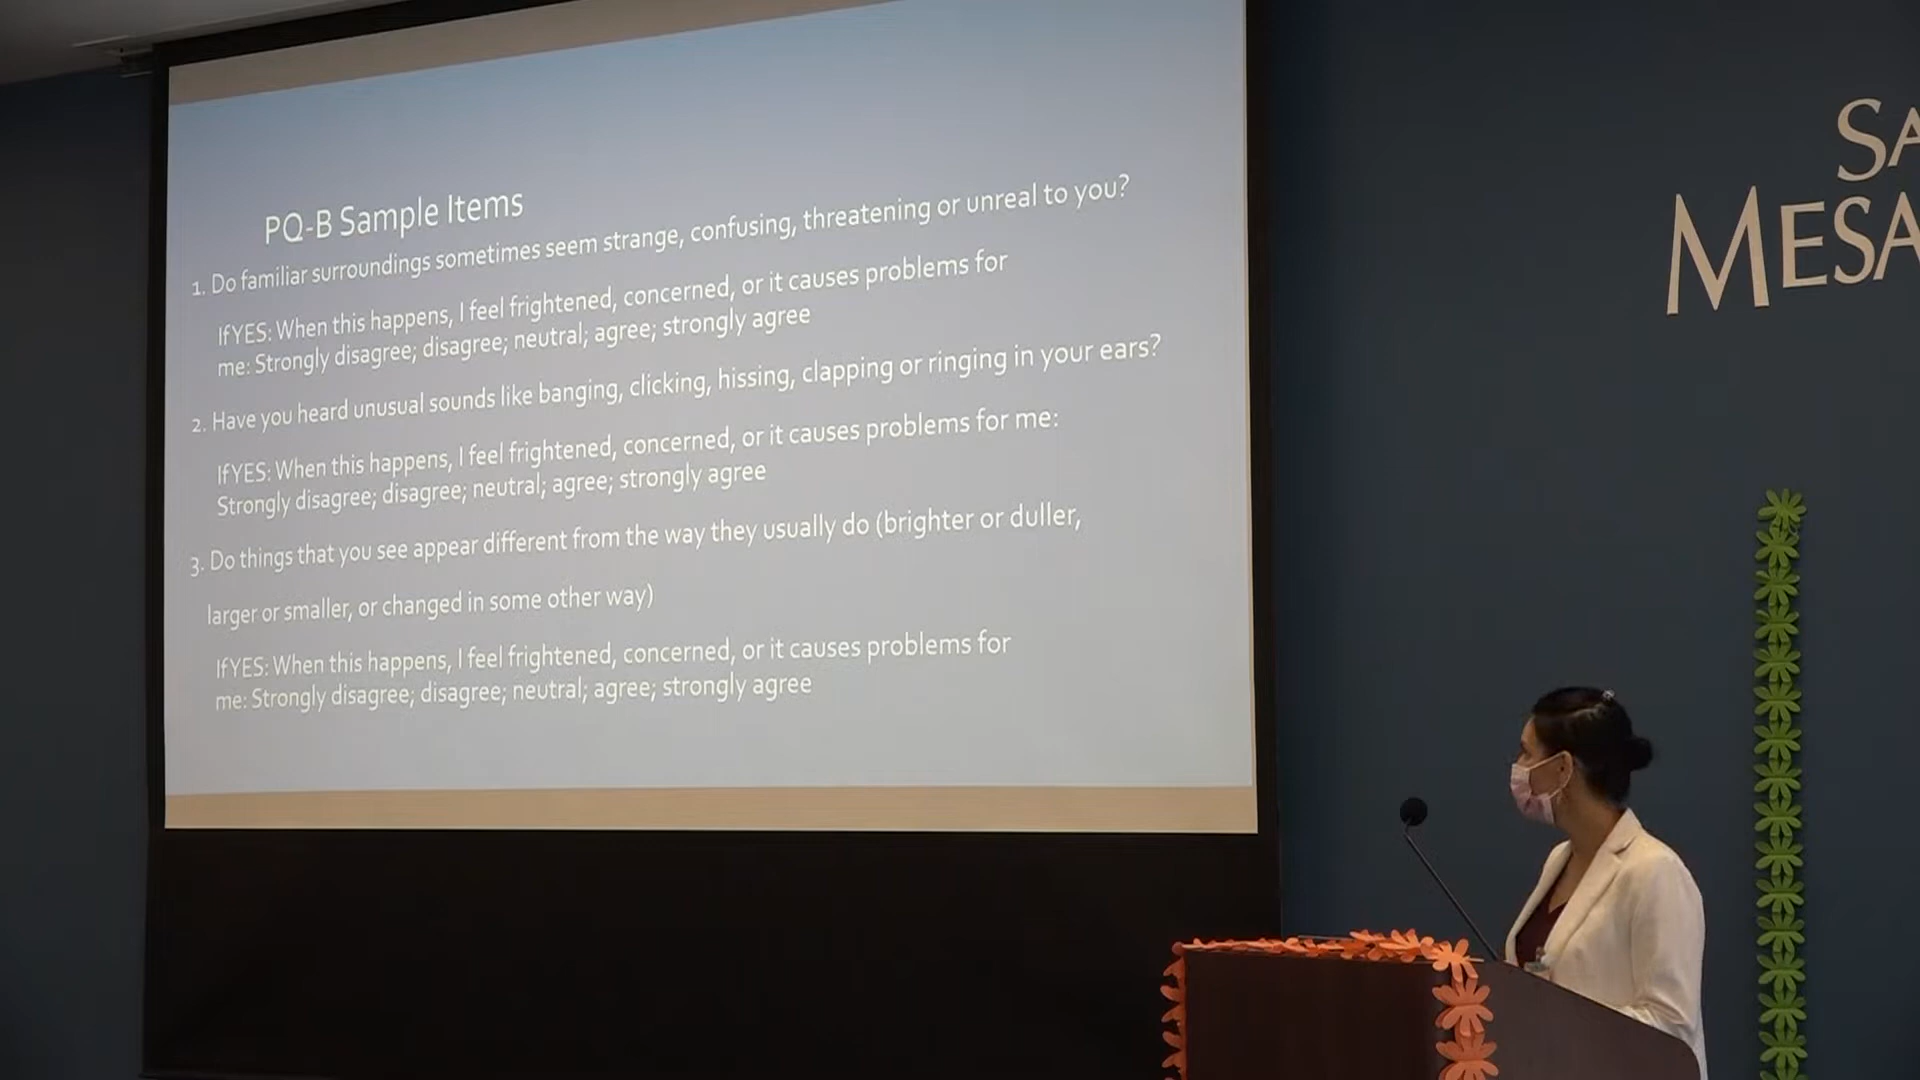 PQ-B Sample Items
1. Do familiar surroundings sometimes seem strange, confusing, threatening or unreal to you?
If YES: When this happens, I feel frightened, concerned, or it causes problems for
me: Strongly disagree; disagree; neutral; agree; strongly agree
2. Have you heard unusual sounds like banging, clicking, hissing, clapping or ringing in your ears?
If YES: When this happens, I feel frightened, concerned, or it causes problems for me:
Strongly disagree; disagree; neutral; agree; strongly agree
3. Do things that you see appear different from the way they usually do (brighter or duller,
larger or smaller, or changed in some other way)
If YES: When this happens, I feel frightened, concerned, or it causes problems for
me: Strongly disagree; disagree; neutral; agree; strongly agree
SA
MESA